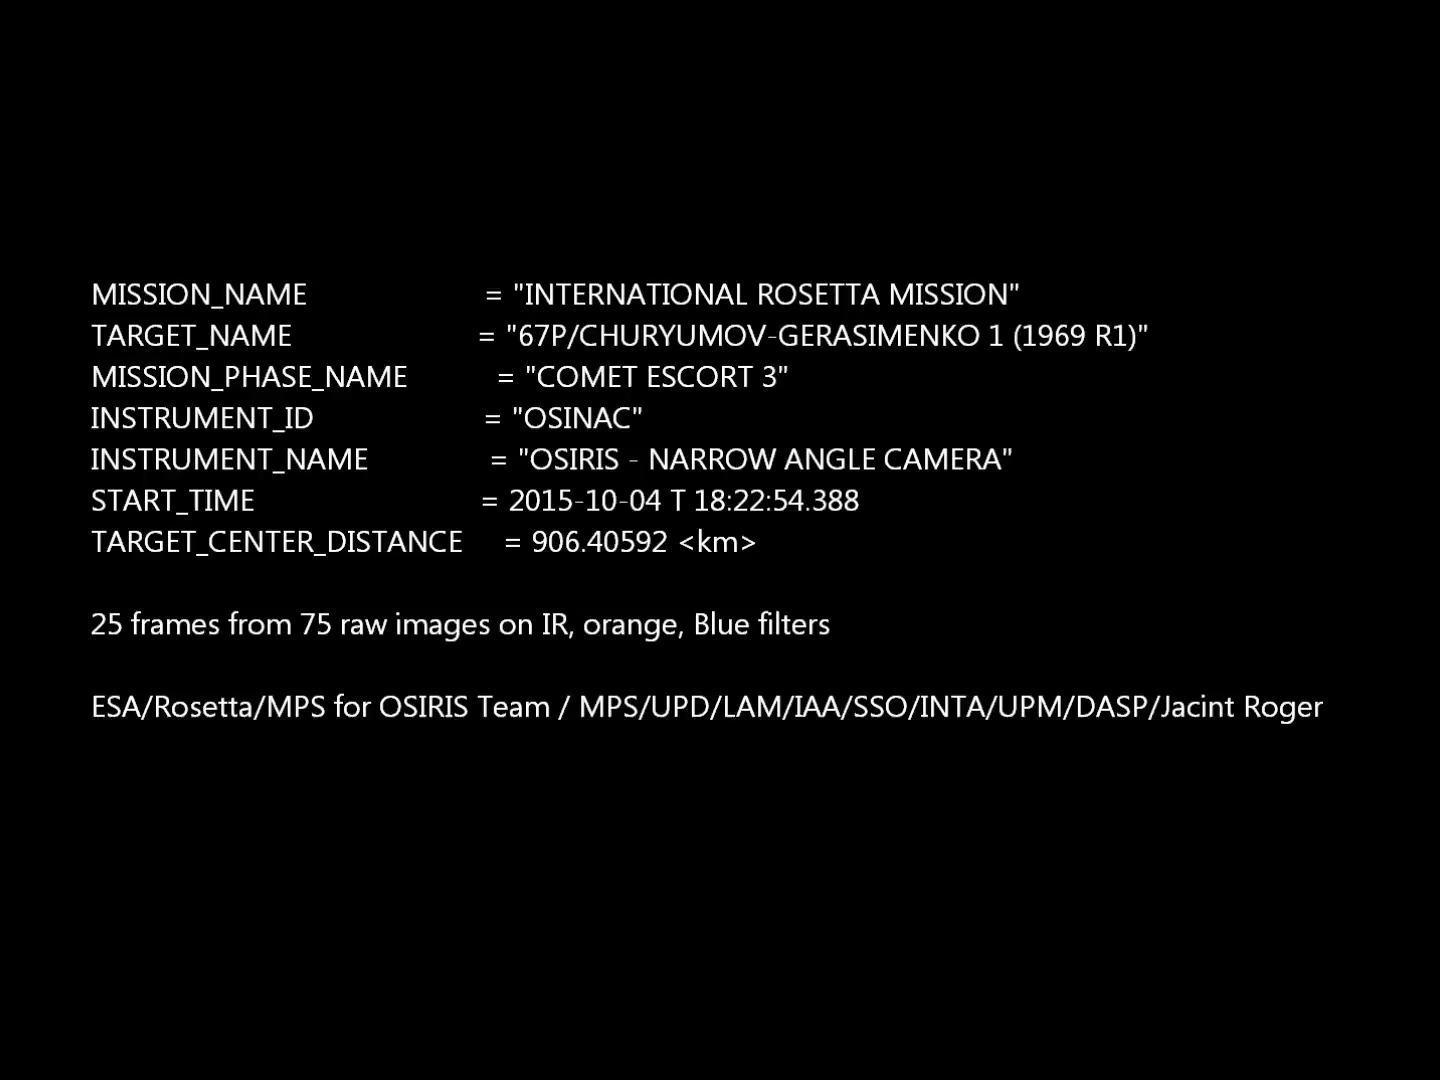 MISSION_NAME = "INTERNATIONAL ROSETTA MISSION"
TARGET_NAME = "67P/CHURYUMOV-GERASIMENKO 1 (1969 R1)"
MISSION_PHASE_NAME = "COMET ESCORT 3"
INSTRUMENT_ID = "OSINAC"
INSTRUMENT_NAME = "OSIRIS - NARROW ANGLE CAMERA"
START_TIME = 2015-10-04 T 18:22:54.388
TARGET_CENTER_DISTANCE = 906.40592 <km>
25 frames from 75 raw images on IR, orange, Blue filters
ESA/Rosetta/MPS for OSIRIS Team / MPS/UPD/LAM/IAA/SSO/INTA/UPM/DASP/Jacint Roger